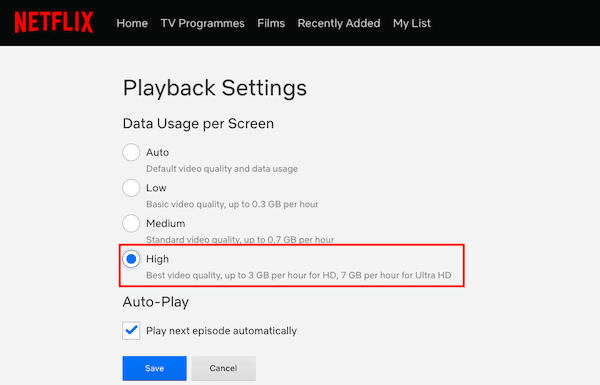 NETFLIX Home TV Programmes Films Recently Added My List
Playback Settings
Data Usage per Screen
Auto
Default video quality and data usage
Low
Basic video quality, up to 0.3 GB per hour
Medium
Standard video quality, up to 0.7 GB per hour
High
Best video quality, up to 3 GB per hour for HD, 7 GB per hour for Ultra HD
Auto-Play
Play next episode automatically
Save Cancel